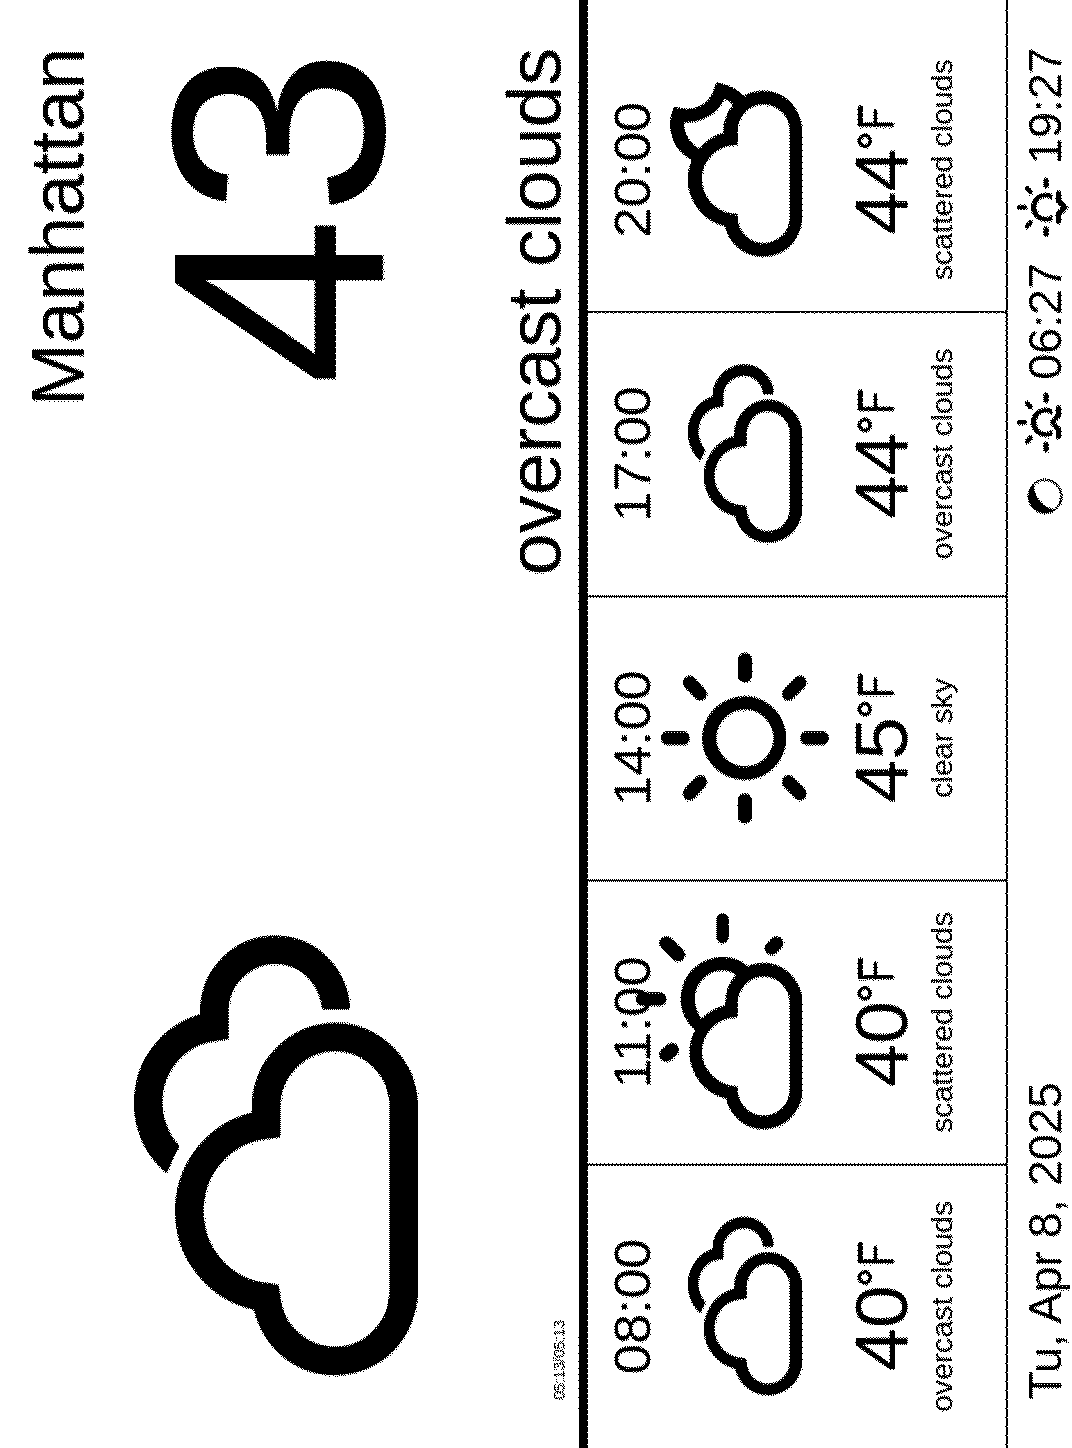 Manhattan
43
overcast clouds
05:13/05:13
08:00 11:00 14:00 17:00 20:00
40°F 40°F 45°F 44°F 44°F
overcast clouds scattered clouds clear sky overcast clouds scattered clouds
Tu, Apr 8, 2025 06:27 19:27